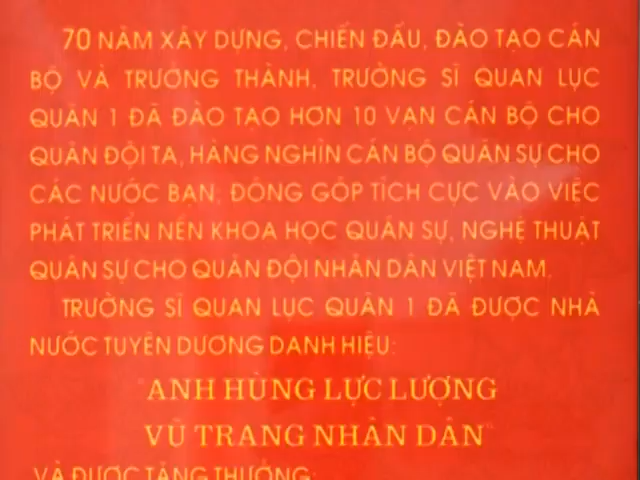 70 NĂM XÂY DỰNG, CHIẾN ĐẤU, ĐÀO TẠO CÁN
BỘ VÀ TRƯỞNG THÀNH, TRƯỜNG SĨ QUAN LỤC
QUÂN 1 ĐÃ ĐÀO TẠO HƠN 10 VẠN CÁN BỘ CHO
QUÂN ĐỘI TA, HÀNG NGHÌN CÁN BỘ QUÂN SỰ CHO
CÁC NƯỚC BẠN, ĐÓNG GÓP TÍCH CỰC VÀO VIỆC
PHÁT TRIỂN NỀN KHOA HỌC QUÂN SỰ, NGHỆ THUẬT
QUÂN SỰ CHO QUÂN ĐỘI NHÂN DÂN VIỆT NAM.
TRƯỜNG SĨ QUAN LỤC QUÂN 1 ĐÃ ĐƯỢC NHÀ
NƯỚC TUYÊN DƯƠNG DANH HIỆU:
"ANH HÙNG LỰC LƯỢNG
VŨ TRANG NHÂN DÂN"
VÀ ĐƯỢC TẶNG THƯỞNG: